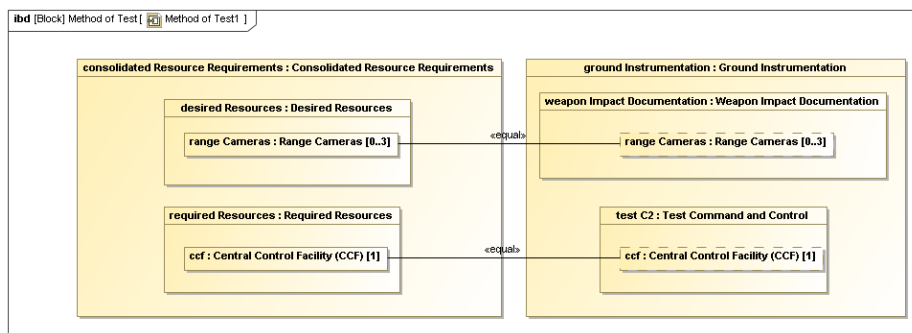 ibd [Block] Method of Test [ Method of Test1 ]
consolidated Resource Requirements : Consolidated Resource Requirements
ground Instrumentation : Ground Instrumentation
desired Resources : Desired Resources
weapon Impact Documentation : Weapon Impact Documentation
range Cameras : Range Cameras [0..3]
«equal»
range Cameras : Range Cameras [0..3]
required Resources : Required Resources
test C2 : Test Command and Control
ccf : Central Control Facility (CCF) [1]
«equal»
ccf : Central Control Facility (CCF) [1]